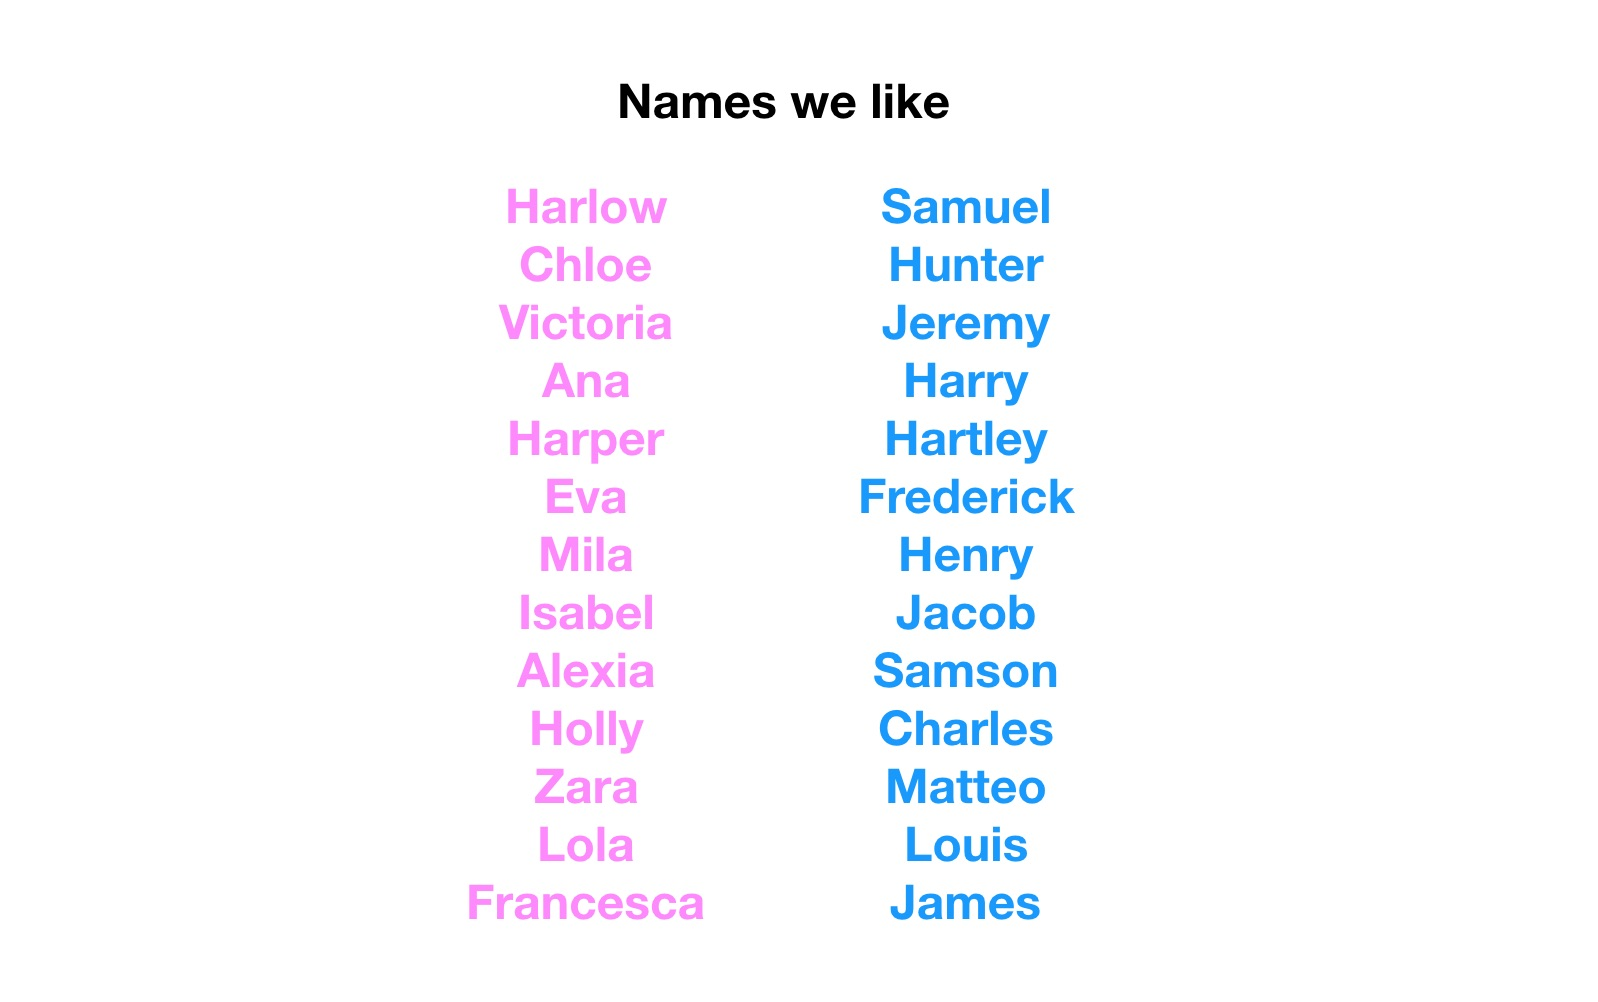 Names we like
Harlow
Chloe
Victoria
Ana
Harper
Eva
Mila
Isabel
Alexia
Holly
Zara
Lola
Francesca
Samuel
Hunter
Jeremy
Harry
Hartley
Frederick
Henry
Jacob
Samson
Charles
Matteo
Louis
James